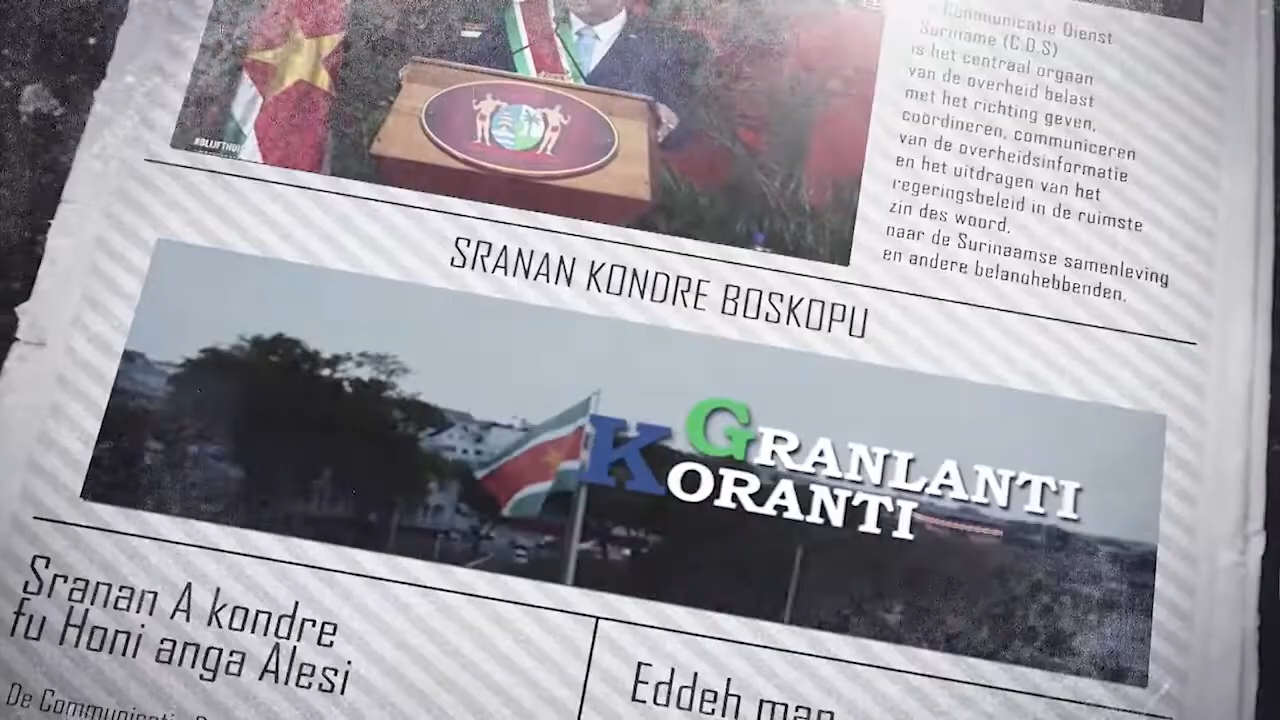 Communicatie Dienst
Suriname (C.D.S)
is het centraal orgaan
van de overheid belast
met het richting geven,
coördineren, communiceren
van de overheidsinformatie
en het uitdragen van het
regeringsbeleid in de ruimste
zin des woord,
naar de Surinaamse samenleving
en andere belanghebbenden.
SRANAN KONDRE BOSKOPU
GRANLANTI
KORANTI
Sranan A kondre
fu Honi anga Alesi
De
Eddeh man